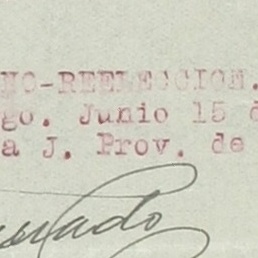 NO-REELECCION.
go. Junio 15 d
a J. Prov. de